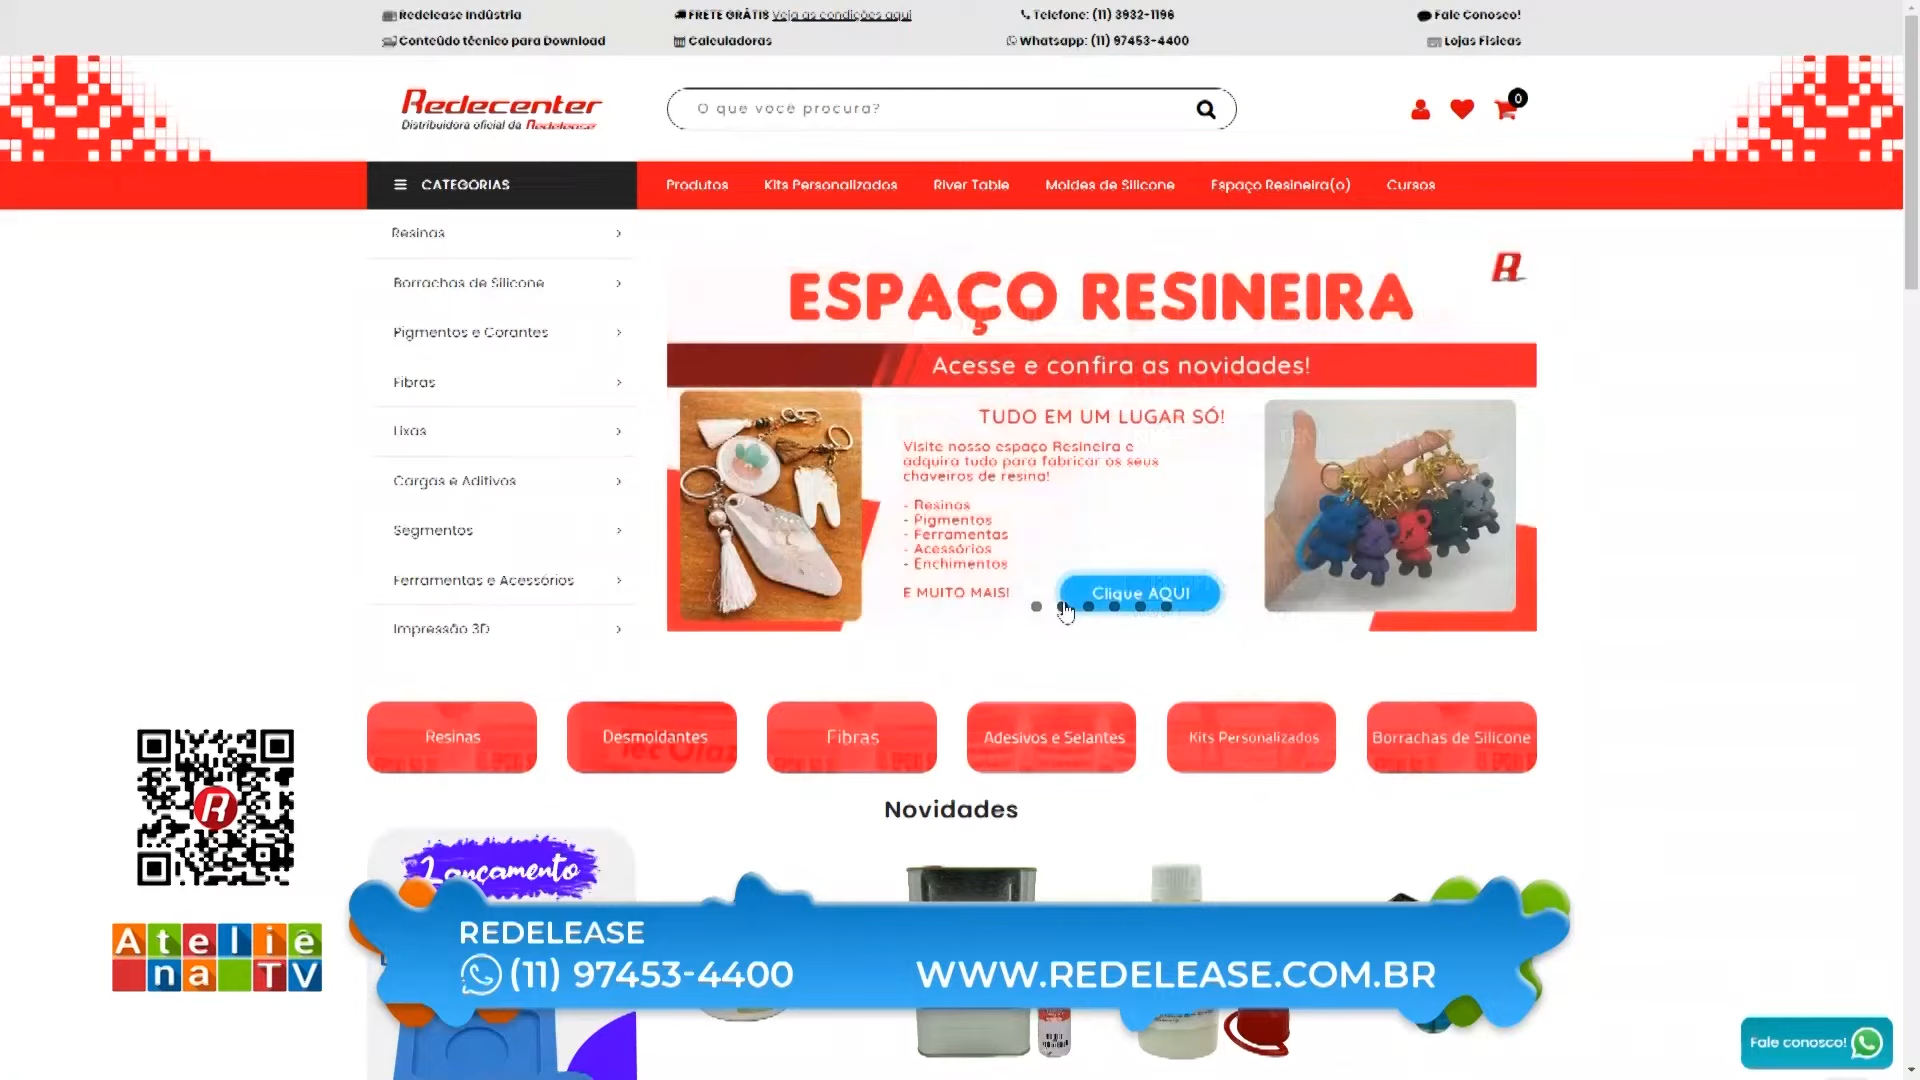 Redelease Indústria
FRETE GRÁTIS Veja as condições aqui
Telefone: (11) 3932-1196
Fale Conosco!
Conteúdo técnico para Download
Calculadoras
Whatsapp: (11) 97453-4400
Lojas Físicas
Redecenter
Distribuidora oficial da Redelease
O que você procura?
0
CATEGORIAS
Produtos
Kits Personalizados
River Table
Moldes de Silicone
Espaço Resineira(o)
Cursos
Resinas
Borrachas de Silicone
Pigmentos e Corantes
Fibras
Lixas
Cargas e Aditivos
Segmentos
Ferramentas e Acessórios
Impressão 3D
R
ESPAÇO RESINEIRA
Acesse e confira as novidades!
TUDO EM UM LUGAR SÓ!
Visite nosso espaço Resineira e
adquira tudo para fabricar os seus
chaveiros de resina!
- Resinas
- Pigmentos
- Ferramentas
- Acessórios
- Enchimentos
E MUITO MAIS!
Clique AQUI
Resinas
Desmoldantes
Fibras
Adesivos e Selantes
Kits Personalizados
Borrachas de Silicone
Novidades
Lançamento
R
Ateliê
na TV
REDELEASE
(11) 97453-4400
WWW.REDELEASE.COM.BR
Fale conosco!